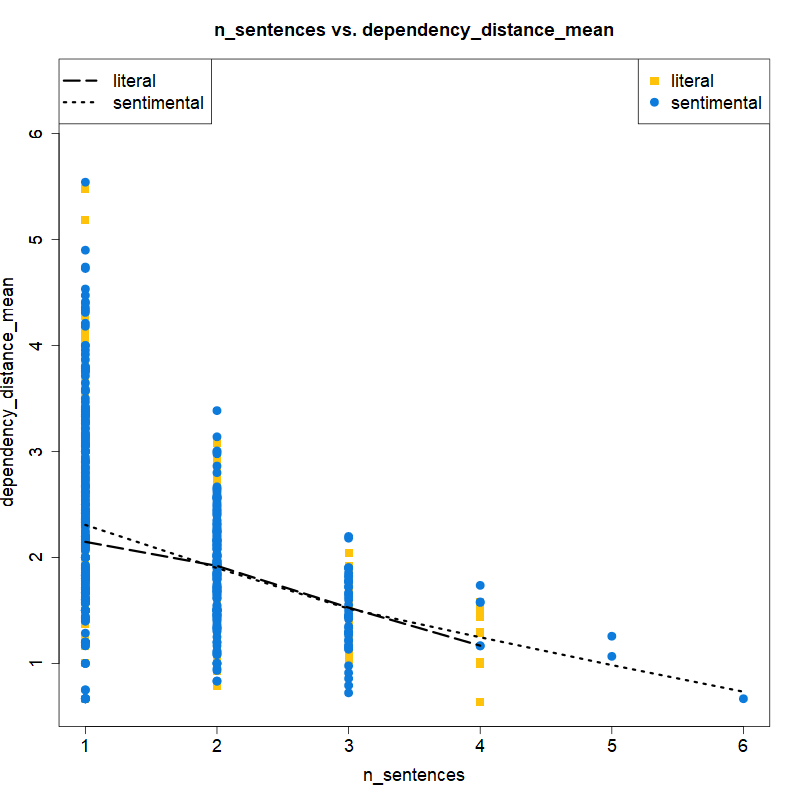 n_sentences vs. dependency_distance_mean
literal
sentimental
literal
sentimental
6
5
4
3
2
1
dependency_distance_mean
1 2 3 4 5 6
n_sentences